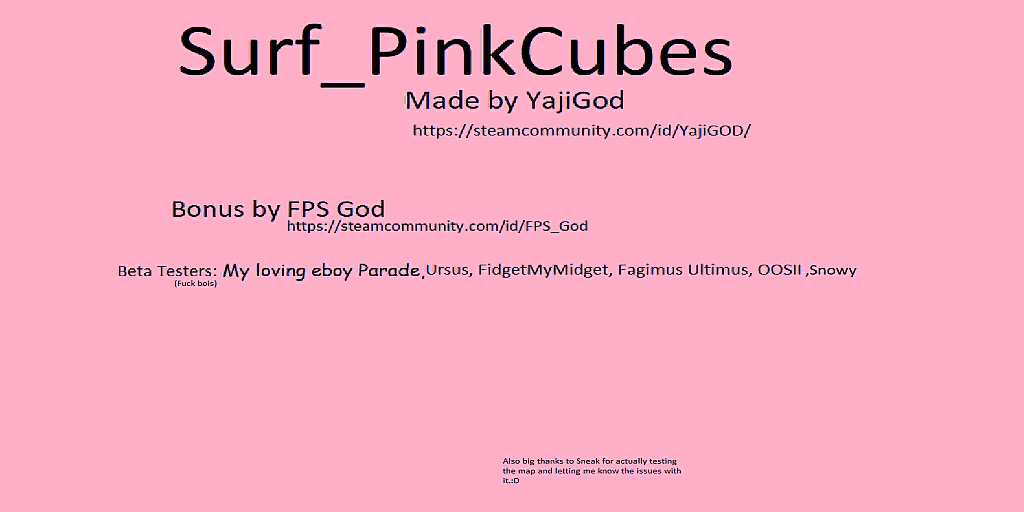 Surf_PinkCubes
Made by YajiGod
https://steamcommunity.com/id/YajiGOD/
Bonus by FPS God
https://steamcommunity.com/id/FPS_God
Beta Testers: My loving eboy Parade,Ursus, FidgetMyMidget, Fagimus Ultimus, OOSII ,Snowy
(Fuck bois)
Also big thanks to Sneak for actually testing
the map and letting me know the issues with
it.:D